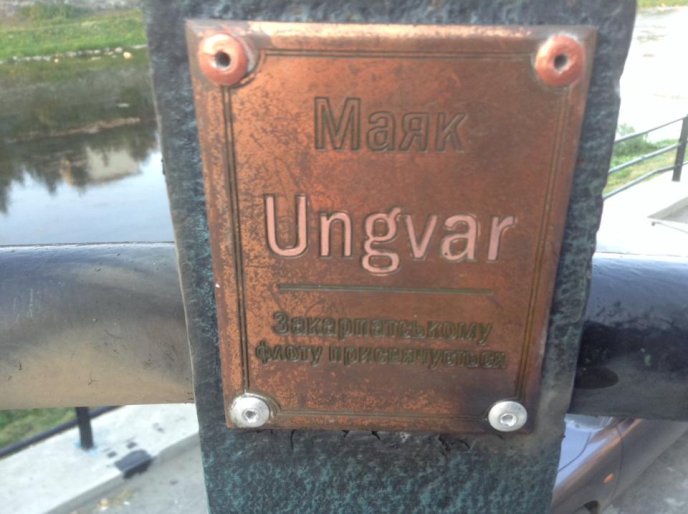 Маяк
Ungvar
Закарпатському
флоту присвячується